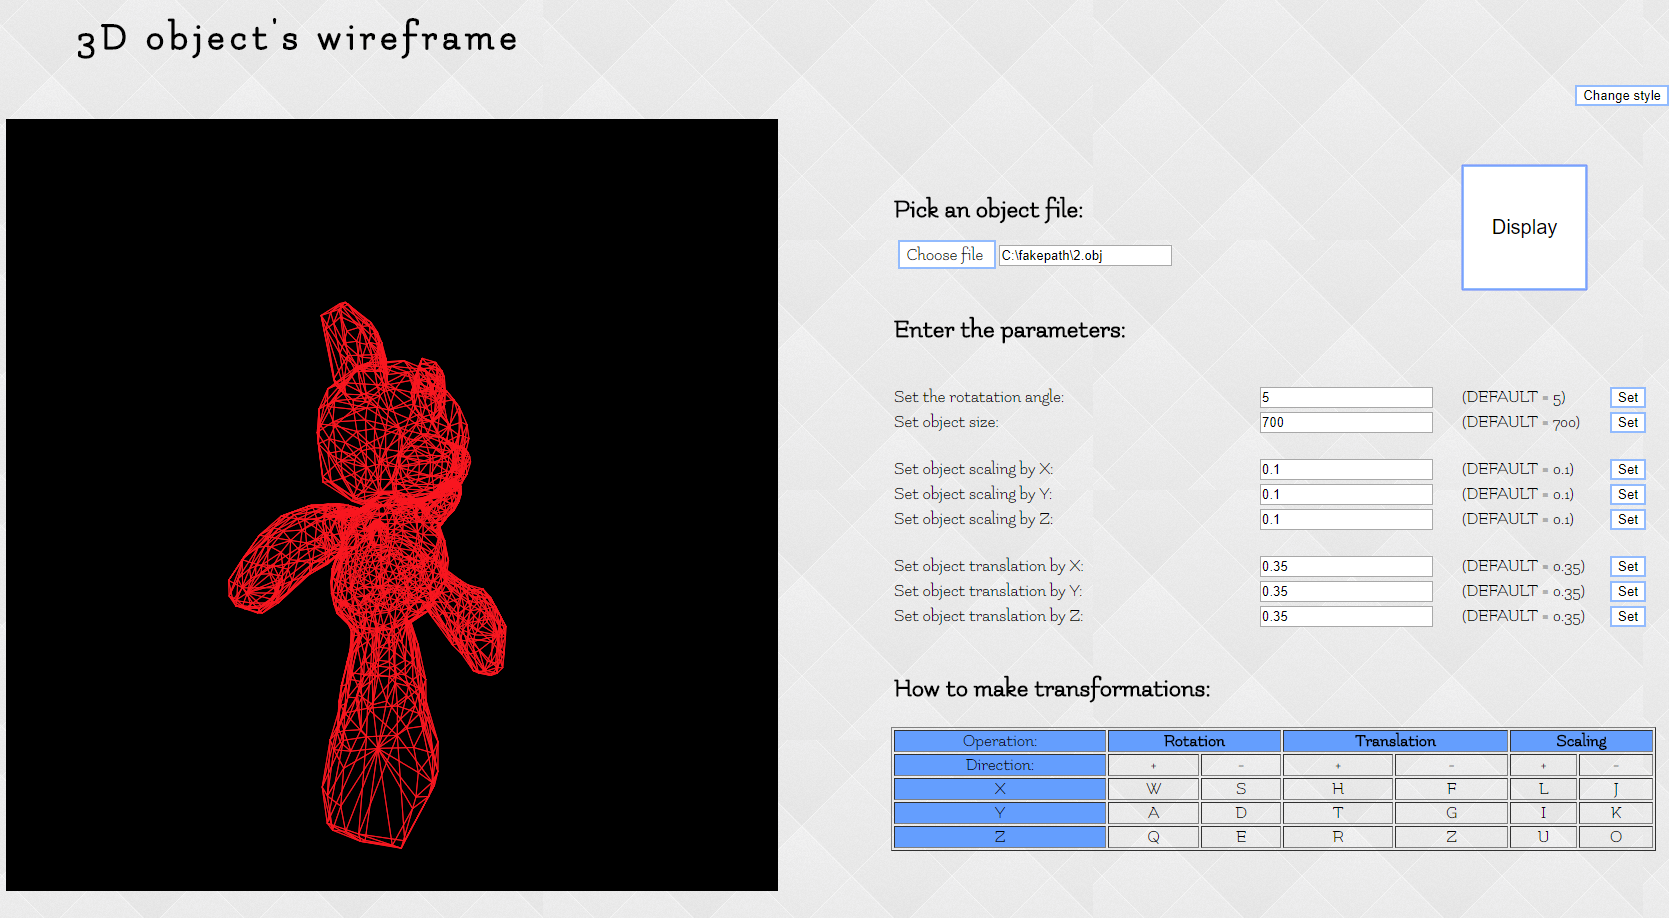 3D object's wireframe
Change style
Display
Pick an object file:
Choose file C:\fakepath\2.obj
Enter the parameters:
Set the rotatation angle: 5 (DEFAULT = 5) Set
Set object size: 700 (DEFAULT = 700) Set
Set object scaling by X: 0.1 (DEFAULT = 0.1) Set
Set object scaling by Y: 0.1 (DEFAULT = 0.1) Set
Set object scaling by Z: 0.1 (DEFAULT = 0.1) Set
Set object translation by X: 0.35 (DEFAULT = 0.35) Set
Set object translation by Y: 0.35 (DEFAULT = 0.35) Set
Set object translation by Z: 0.35 (DEFAULT = 0.35) Set
How to make transformations:
Operation: Rotation Translation Scaling
Direction: + - + - + -
X W S H F L J
Y A D T G I K
Z Q E R Z U O